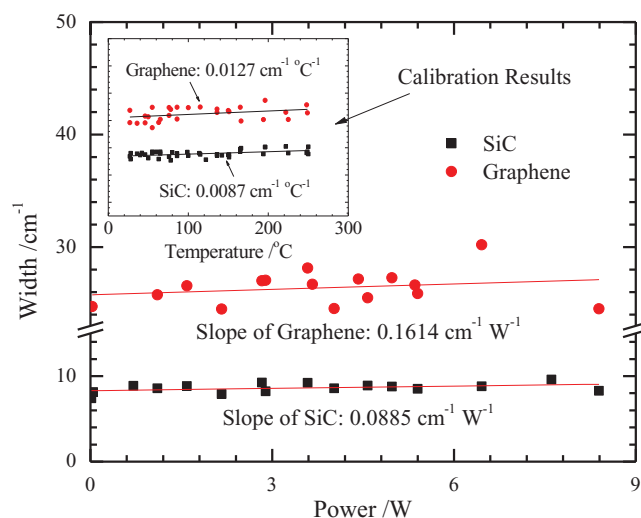 50
40
30
20
10
0
Width /cm⁻¹
0
3
6
9
Power /W
Graphene: 0.0127 cm⁻¹ °C⁻¹
SiC: 0.0087 cm⁻¹ °C⁻¹
0
100
200
300
Temperature /°C
Calibration Results
SiC
Graphene
Slope of Graphene: 0.1614 cm⁻¹ W⁻¹
Slope of SiC: 0.0885 cm⁻¹ W⁻¹